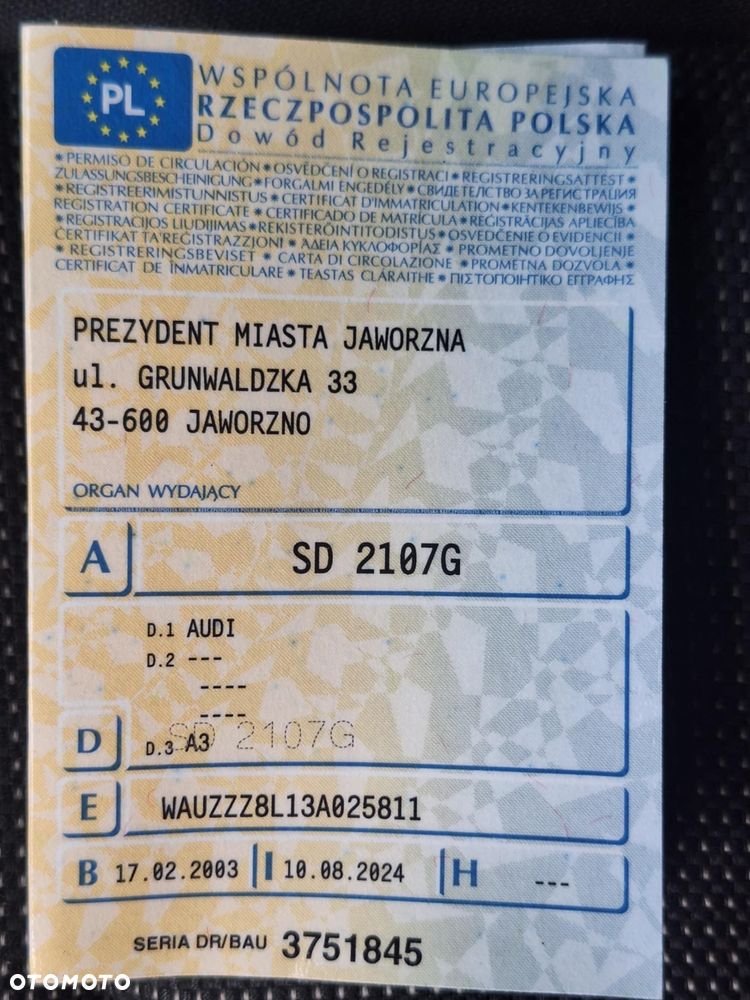 PL
WSPÓLNOTA EUROPEJSKA
RZECZPOSPOLITA POLSKA
Dowód Rejestracyjny
* PERMISO DE CIRCULACIÓN * OSVĚDČENÍ O REGISTRACI * REGISTRERINGSATTEST *
ZULASSUNGSBESCHEINIGUNG * FORGALMI ENGEDÉLY * СВИДЕТЕЛСТВО ЗА РЕГИСТРАЦИЯ
* REGISTREERIMISTUNNISTUS * CERTIFICAT D'IMMATRICULATION * KENTEKENBEWIJS *
REGISTRATION CERTIFICATE * CERTIFICADO DE MATRÍCULA * REĢISTRĀCIJAS APLIECĪBA
* REGISTRACIJOS LIUDIJIMAS * REKISTERÖINTITODISTUS * OSVEDČENIE O EVIDENCII *
ĊERTIFIKAT TA'REĠISTRAZZJONI * ΆΔΕΙΑ ΚΥΚΛΟΦΟΡΙΑΣ * PROMETNO DOVOLJENJE
* REGISTRERINGSBEVISET * CARTA DI CIRCOLAZIONE * PROMETNA DOZVOLA *
CERTIFICAT DE ÎNMATRICULARE * TEASTAS CLÁRAITHE * ΠΙΣΤΟΠΟΙΗΤΙΚΟ ΕΓΓΡΑΦΗΣ
PREZYDENT MIASTA JAWORZNA
ul. GRUNWALDZKA 33
43-600 JAWORZNO
ORGAN WYDAJĄCY
A SD 2107G
D.1 AUDI
D.2 ---
----
----
SD 2107G
D D.3 A3
E WAUZZZ8L13A025811
B 17.02.2003 I 10.08.2024 H ---
SERIA DR/BAU 3751845
OTOMOTO